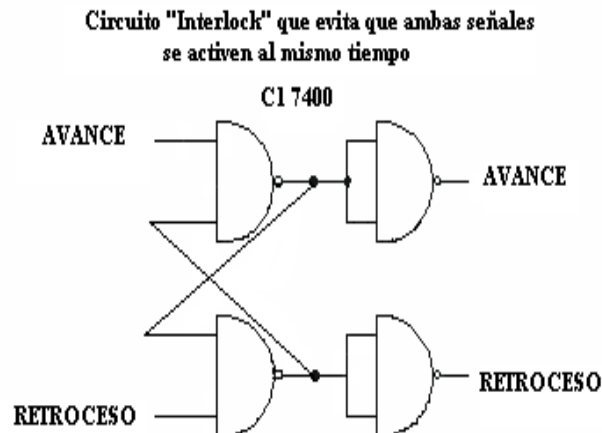 Circuito "Interlock" que evita que ambas señales
se activen al mismo tiempo
C1 7400
AVANCE
AVANCE
RETROCESO
RETROCESO